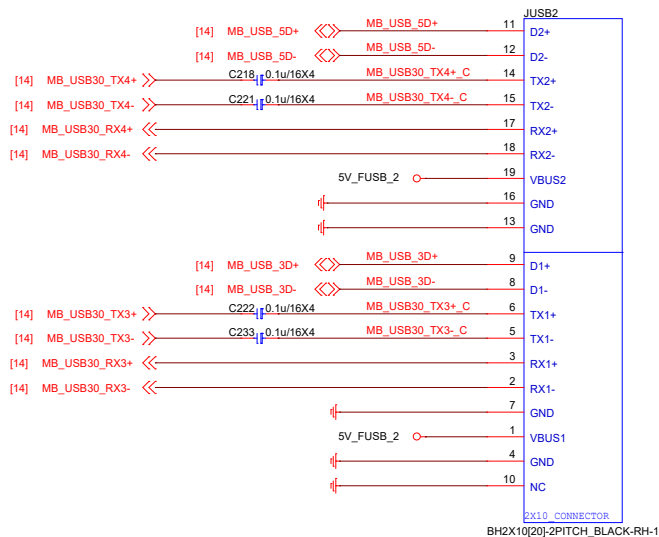 JUSB2
[14] MB_USB_5D+ MB_USB_5D+ 11 D2+
[14] MB_USB_5D- MB_USB_5D- 12 D2-
[14] MB_USB30_TX4+ C218 0.1u/16X4 MB_USB30_TX4+_C 14 TX2+
[14] MB_USB30_TX4- C221 0.1u/16X4 MB_USB30_TX4-_C 15 TX2-
[14] MB_USB30_RX4+ 17 RX2+
[14] MB_USB30_RX4- 18 RX2-
5V_FUSB_2 19 VBUS2
16 GND
13 GND
[14] MB_USB_3D+ MB_USB_3D+ 9 D1+
[14] MB_USB_3D- MB_USB_3D- 8 D1-
[14] MB_USB30_TX3+ C222 0.1u/16X4 MB_USB30_TX3+_C 6 TX1+
[14] MB_USB30_TX3- C233 0.1u/16X4 MB_USB30_TX3-_C 5 TX1-
[14] MB_USB30_RX3+ 3 RX1+
[14] MB_USB30_RX3- 2 RX1-
7 GND
5V_FUSB_2 1 VBUS1
4 GND
10 NC
2X10_CONNECTOR
BH2X10[20]-2PITCH_BLACK-RH-1